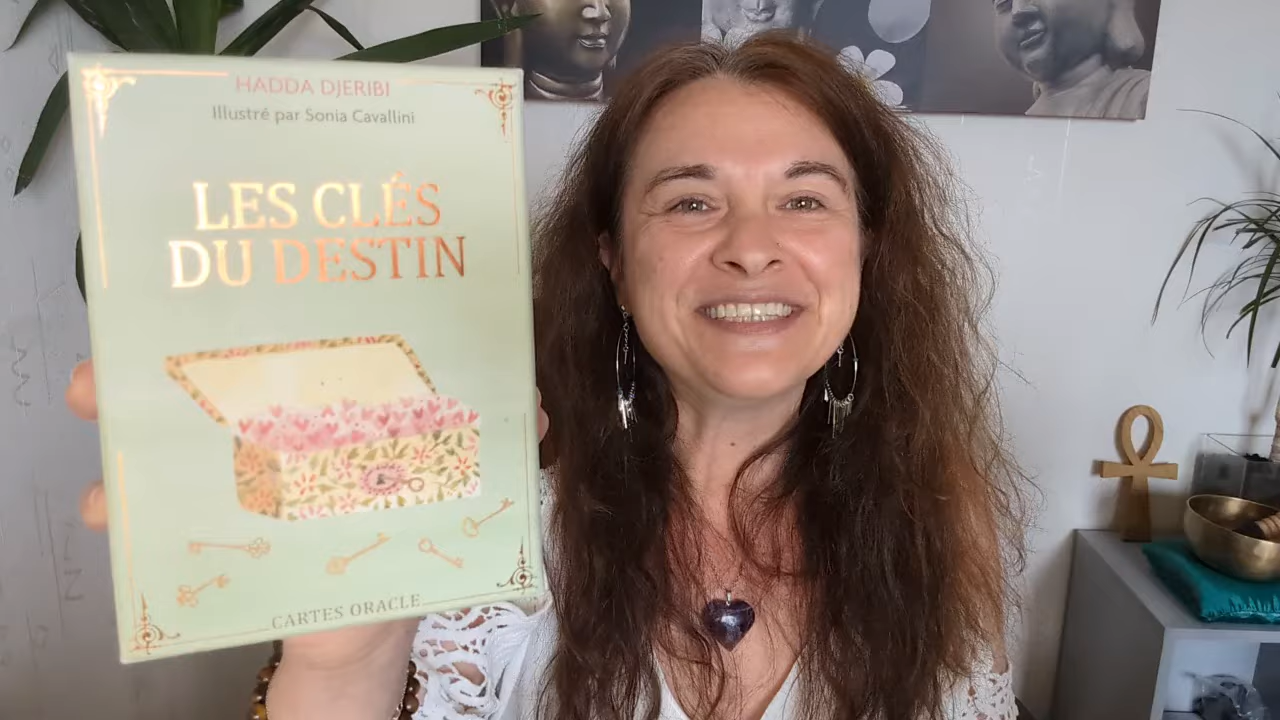 HADDA DJERIBI
Illustré par Sonia Cavallini
LES CLÉS
DU DESTIN
CARTES ORACLE